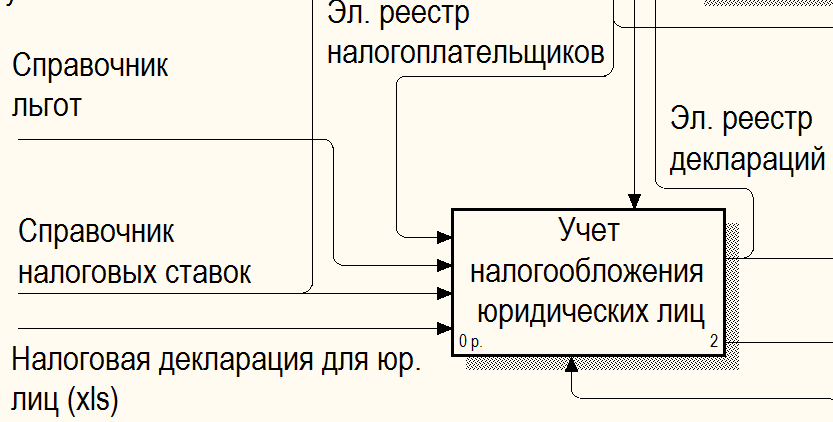 Эл. реестр
налогоплательщиков
Справочник
льгот
Эл. реестр
деклараций
Справочник
налоговых ставок
Учет
налогообложения
юридических лиц
0 р.
2
Налоговая декларация для юр.
лиц (xls)